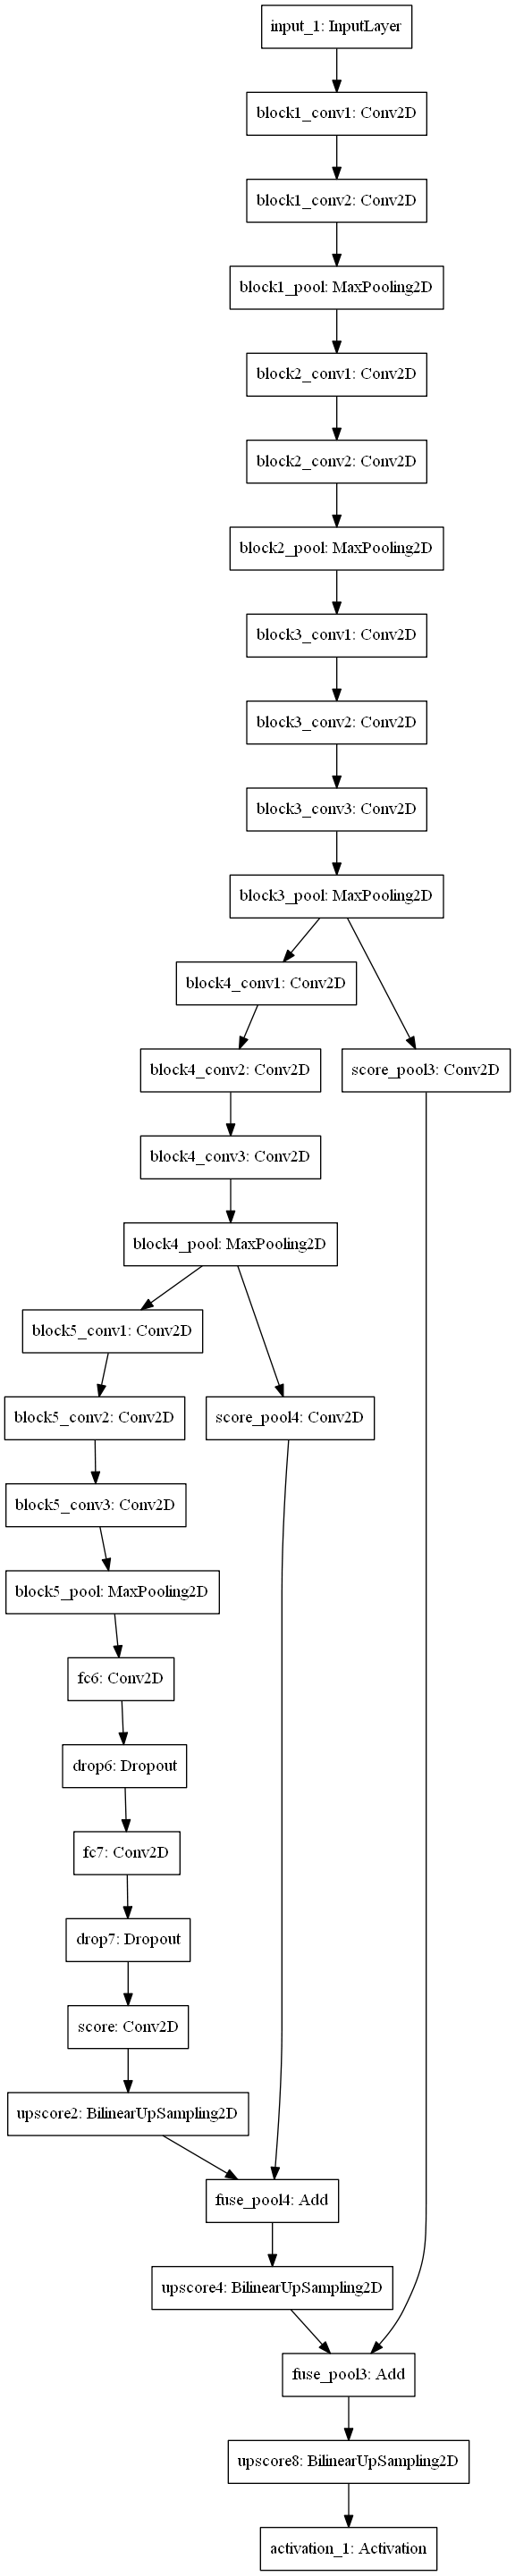 input_1: InputLayer
block1_conv1: Conv2D
block1_conv2: Conv2D
block1_pool: MaxPooling2D
block2_conv1: Conv2D
block2_conv2: Conv2D
block2_pool: MaxPooling2D
block3_conv1: Conv2D
block3_conv2: Conv2D
block3_conv3: Conv2D
block3_pool: MaxPooling2D
block4_conv1: Conv2D
block4_conv2: Conv2D
score_pool3: Conv2D
block4_conv3: Conv2D
block4_pool: MaxPooling2D
block5_conv1: Conv2D
block5_conv2: Conv2D
score_pool4: Conv2D
block5_conv3: Conv2D
block5_pool: MaxPooling2D
fc6: Conv2D
drop6: Dropout
fc7: Conv2D
drop7: Dropout
score: Conv2D
upscore2: BilinearUpSampling2D
fuse_pool4: Add
upscore4: BilinearUpSampling2D
fuse_pool3: Add
upscore8: BilinearUpSampling2D
activation_1: Activation